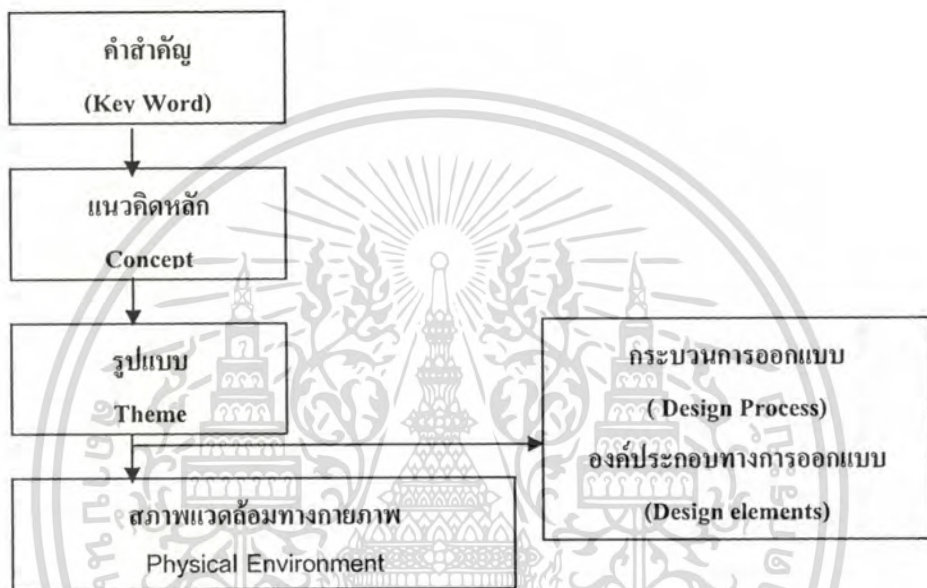 คำสำคัญ
(Key Word)
แนวคิดหลัก
Concept
รูปแบบ
Theme
กระบวนการออกแบบ
( Design Process)
องค์ประกอบทางการออกแบบ
(Design elements)
สภาพแวดล้อมทางกายภาพ
Physical Environment